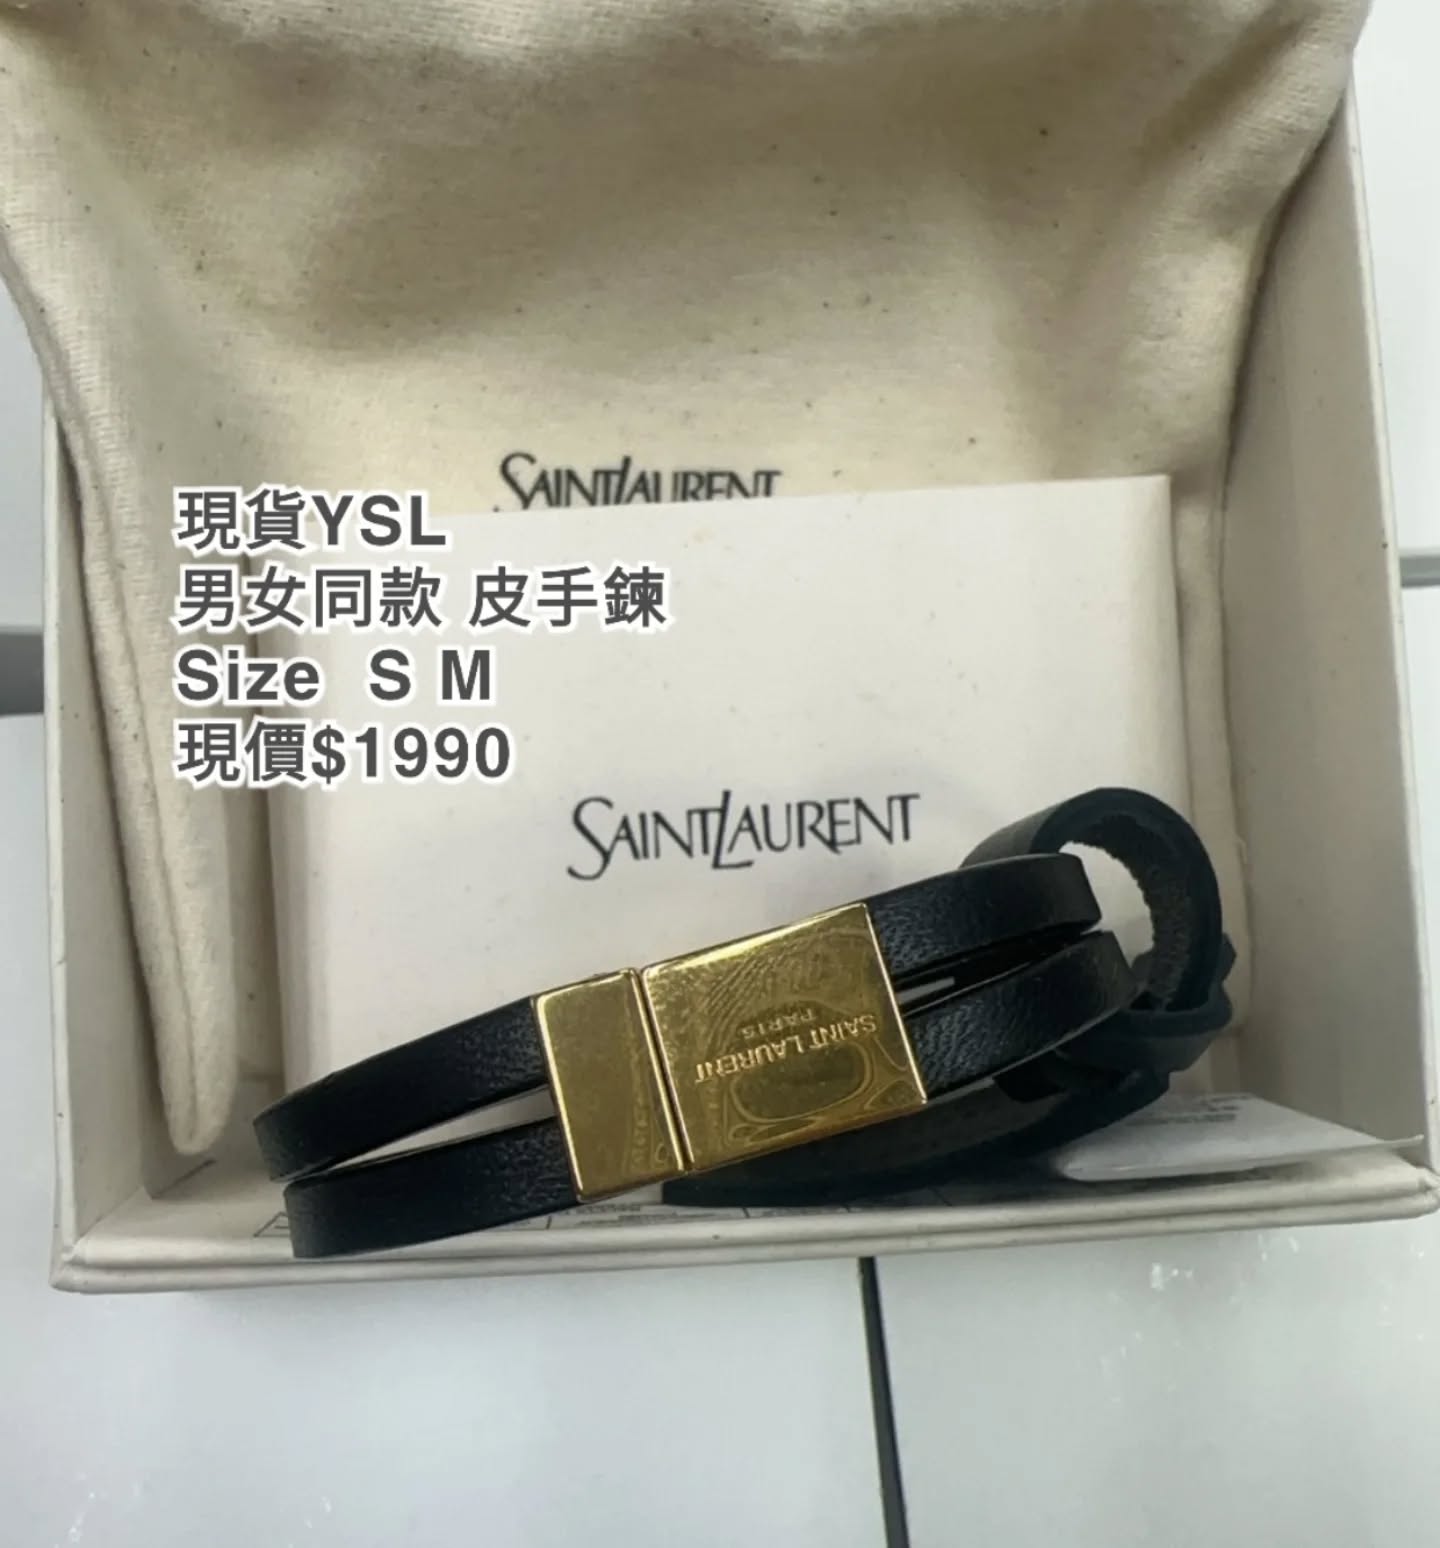 SAINT LAURENT
現貨YSL
男女同款 皮手鍊
Size S M
現價$1990
SAINT LAURENT
SAINT LAURENT
PARIS